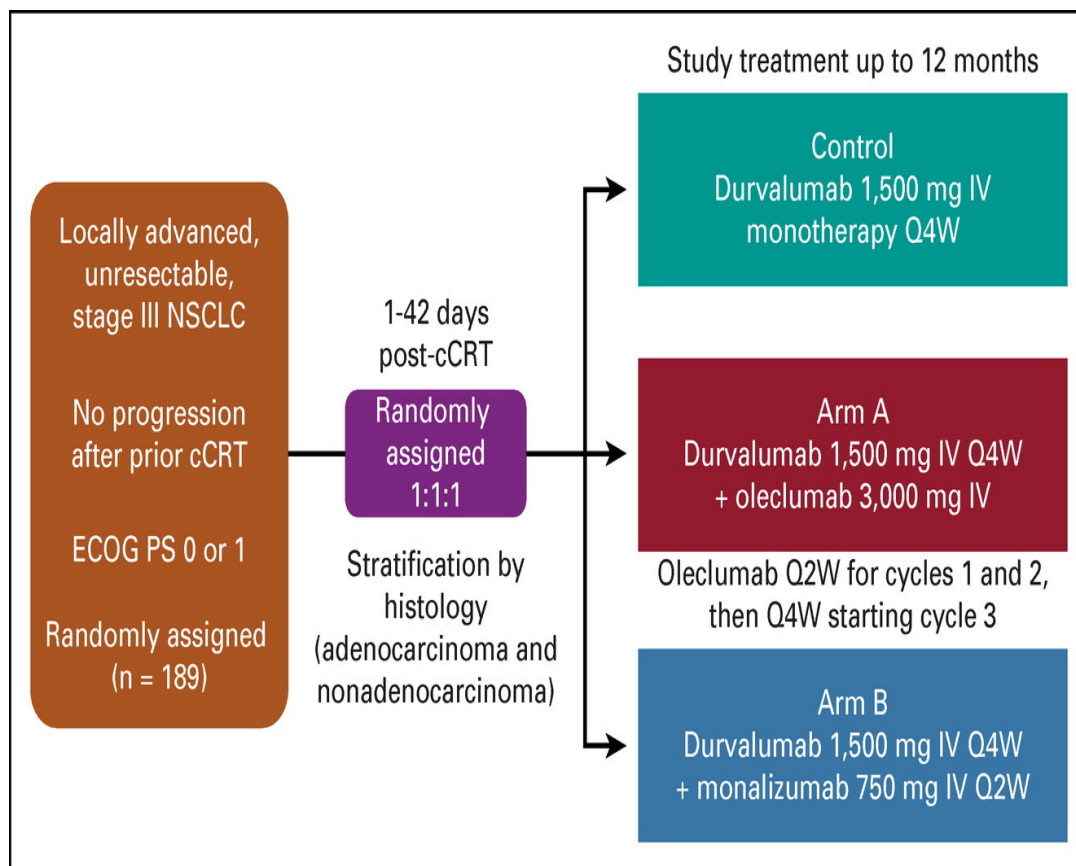 Locally advanced,
unresectable,
stage III NSCLC
No progression
after prior cCRT
ECOG PS 0 or 1
Randomly assigned
(n = 189)
1-42 days
post-cCRT
Randomly
assigned
1:1:1
Stratification by
histology
(adenocarcinoma and
nonadenocarcinoma)
Study treatment up to 12 months
Control
Durvalumab 1,500 mg IV
monotherapy Q4W
Arm A
Durvalumab 1,500 mg IV Q4W
+ oleclumab 3,000 mg IV
Oleclumab Q2W for cycles 1 and 2,
then Q4W starting cycle 3
Arm B
Durvalumab 1,500 mg IV Q4W
+ monalizumab 750 mg IV Q2W